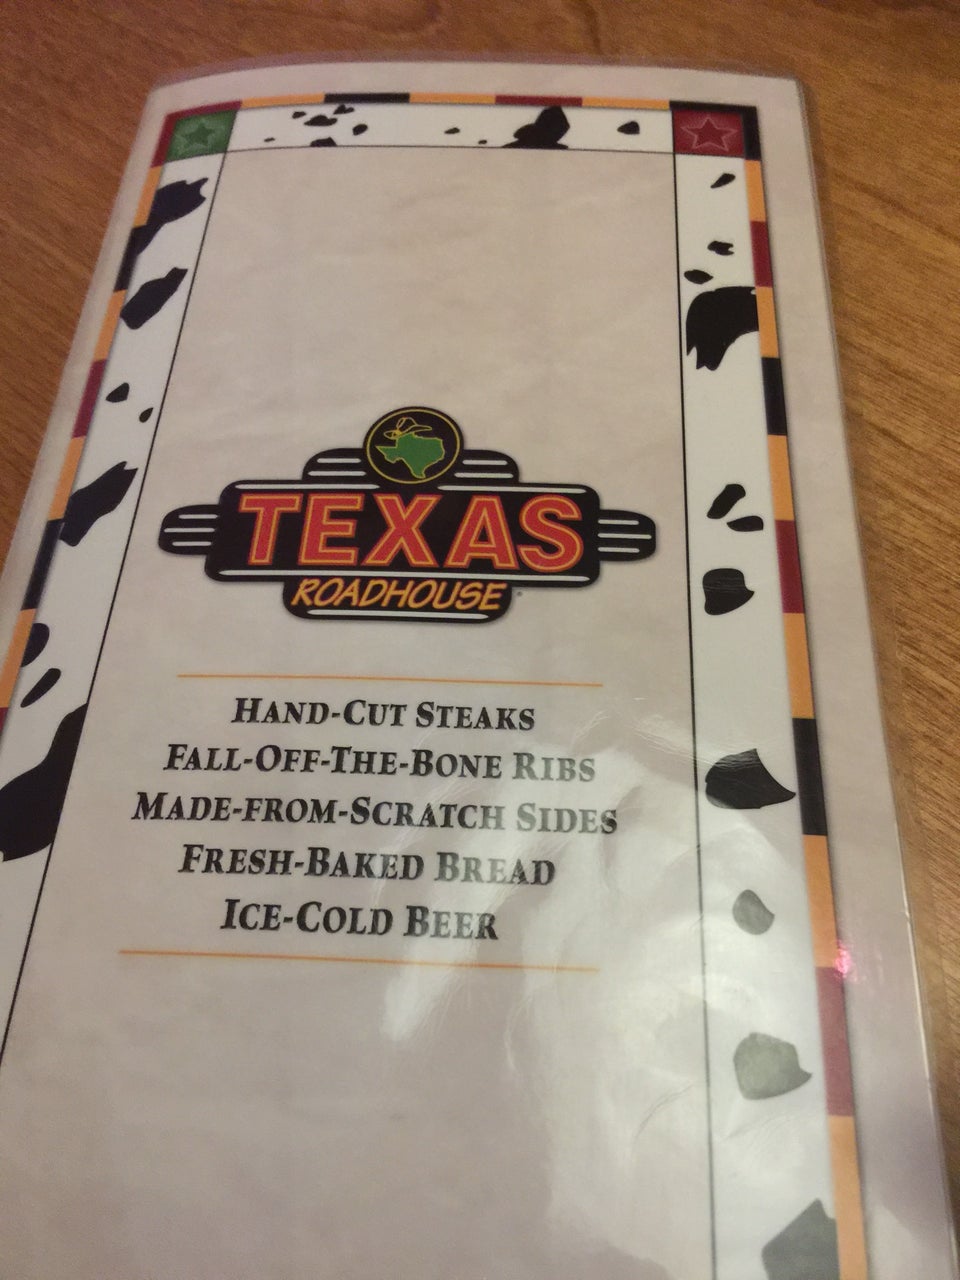 TEXAS
ROADHOUSE
HAND-CUT STEAKS
FALL-OFF-THE-BONE RIBS
MADE-FROM-SCRATCH SIDES
FRESH-BAKED BREAD
ICE-COLD BEER